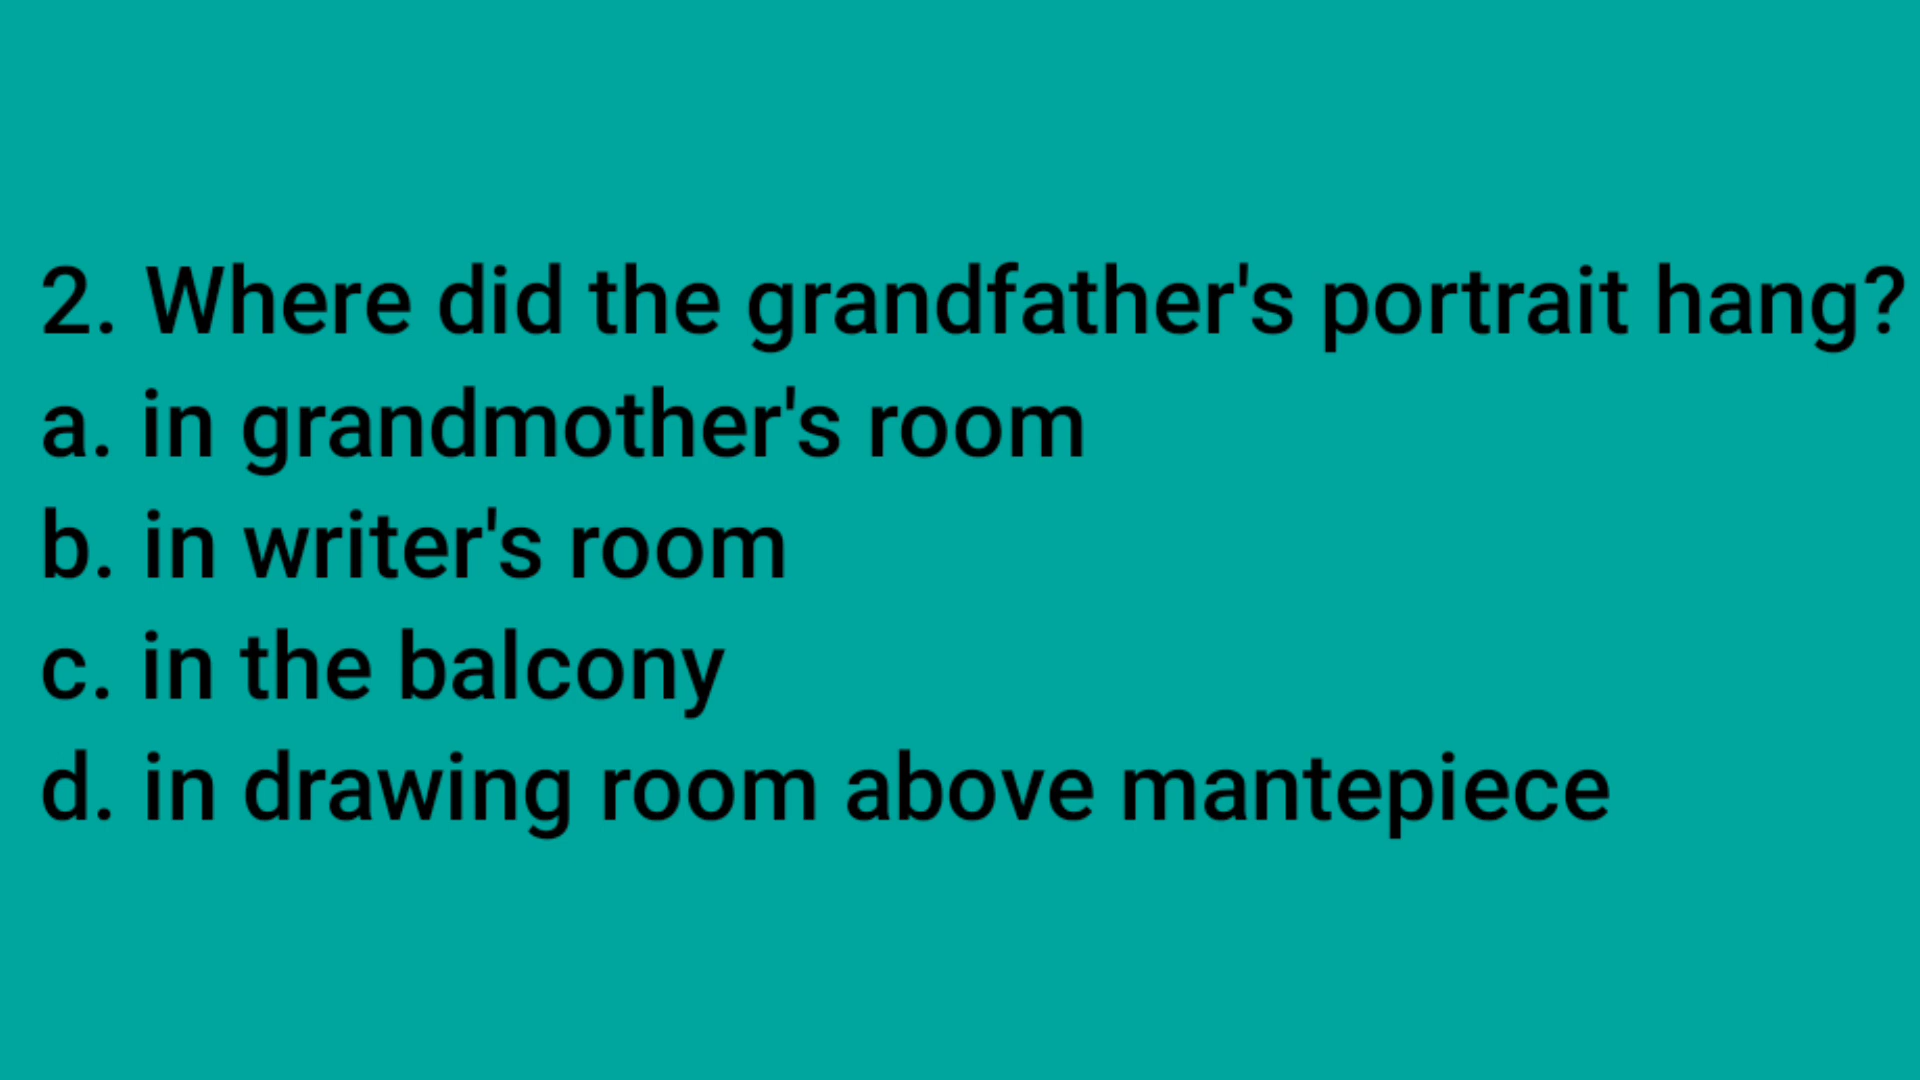 2. Where did the grandfather's portrait hang?
a. in grandmother's room
b. in writer's room
c. in the balcony
d. in drawing room above mantepiece